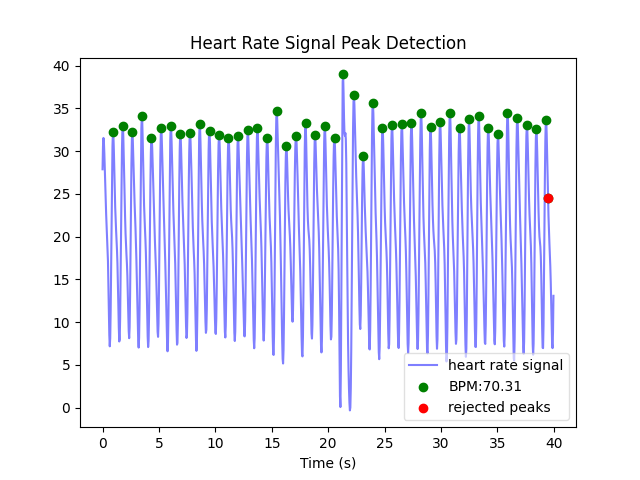 Heart Rate Signal Peak Detection
40
35
30
25
20
15
10
5
0
0 5 10 15 20 25 30 35 40
Time (s)
heart rate signal
BPM:70.31
rejected peaks